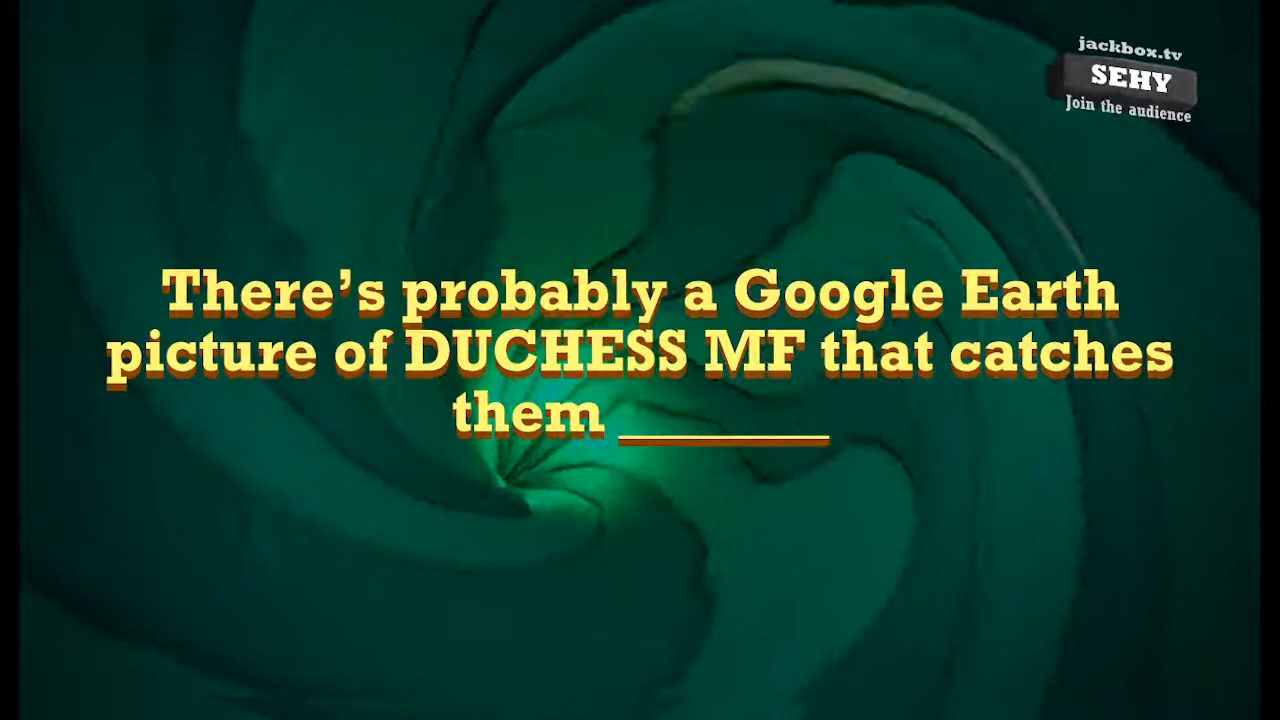 jackbox.tv
SEHY
Join the audience
There's probably a Google Earth
picture of DUCHESS MF that catches
them ________